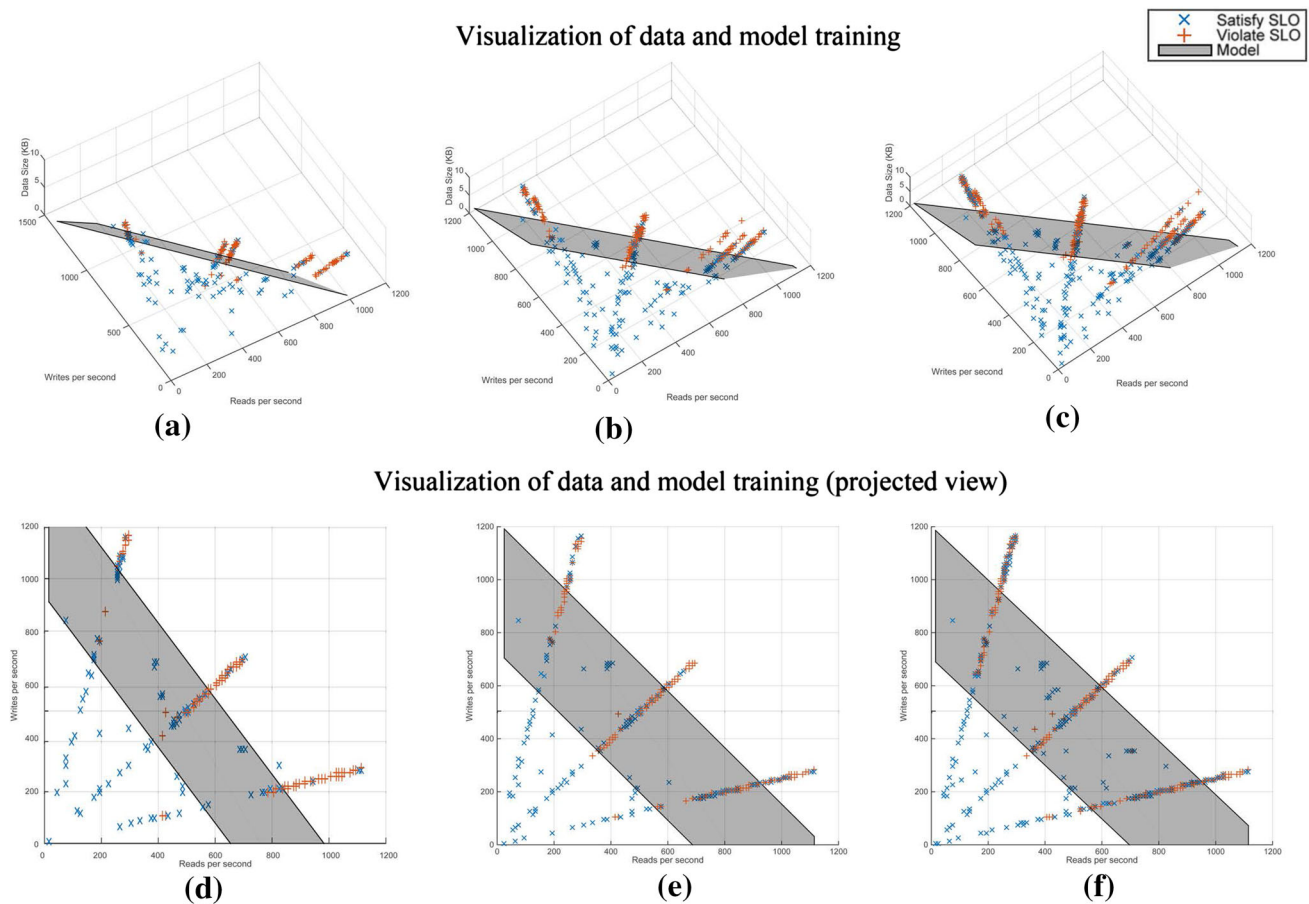 Visualization of data and model training
Satisfy SLO
Violate SLO
Model
Data Size (KB)
10
5
0
1500
1000
500
0
Writes per second
0
200
400
600
800
1000
1200
Reads per second
(a)
Data Size (KB)
10
5
0
1200
1000
800
600
400
200
0
Writes per second
0
200
400
600
800
1000
1200
Reads per second
(b)
Data Size (KB)
10
5
0
1200
1000
800
600
400
200
0
Writes per second
0
200
400
600
800
1000
1200
Reads per second
(c)
Visualization of data and model training (projected view)
1200
1000
800
600
400
200
0
Writes per second
0 200 400 600 800 1000 1200
Reads per second
(d)
1200
1000
800
600
400
200
0
Writes per second
0 200 400 600 800 1000 1200
Reads per second
(e)
1200
1000
800
600
400
200
0
Writes per second
0 200 400 600 800 1000 1200
Reads per second
(f)